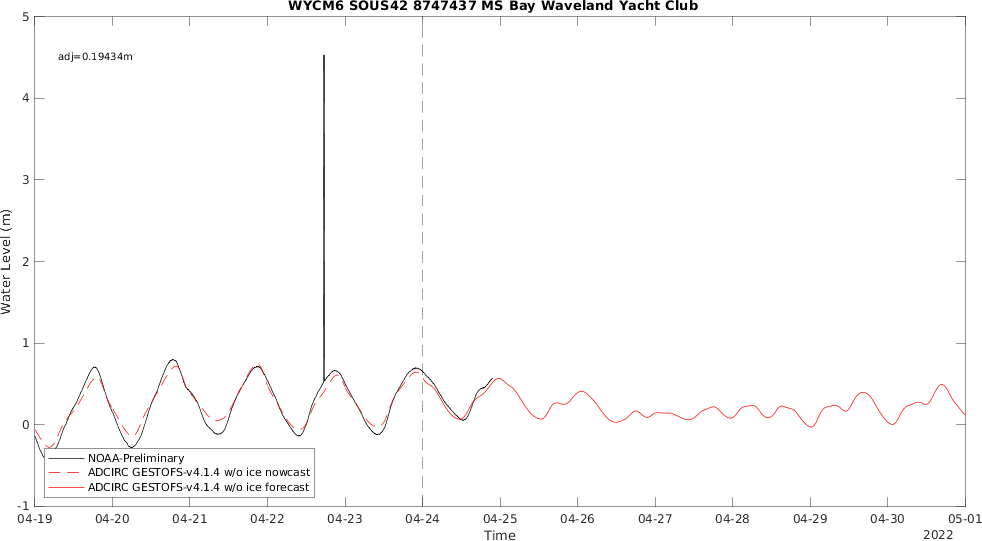 WYCM6 SOUS42 8747437 MS Bay Waveland Yacht Club
adj=0.19434m
5
4
3
2
1
0
-1
Water Level (m)
NOAA-Preliminary
ADCIRC GESTOFS-v4.1.4 w/o ice nowcast
ADCIRC GESTOFS-v4.1.4 w/o ice forecast
04-19 04-20 04-21 04-22 04-23 04-24 04-25 04-26 04-27 04-28 04-29 04-30 05-01
Time
2022